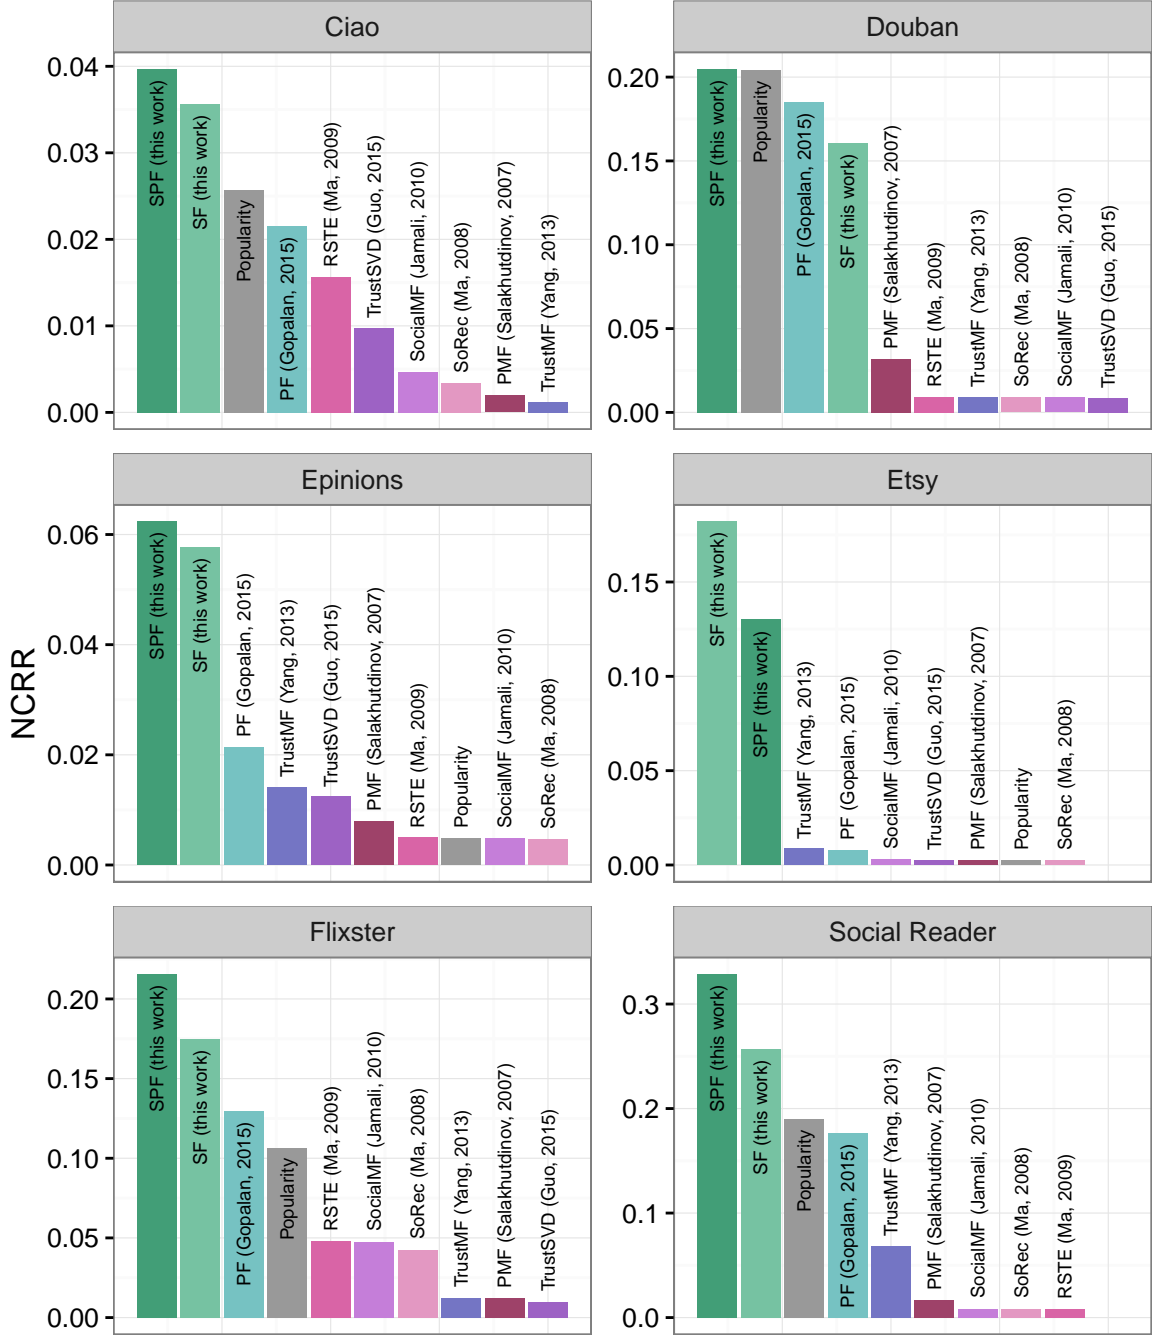 Ciao
0.04
0.03
0.02
0.01
0.00
SPF (this work)
SF (this work)
Popularity
PF (Gopalan, 2015)
RSTE (Ma, 2009)
TrustSVD (Guo, 2015)
SocialMF (Jamali, 2010)
SoRec (Ma, 2008)
PMF (Salakhutdinov, 2007)
TrustMF (Yang, 2013)
Douban
0.20
0.15
0.10
0.05
0.00
SPF (this work)
Popularity
PF (Gopalan, 2015)
SF (this work)
PMF (Salakhutdinov, 2007)
RSTE (Ma, 2009)
TrustMF (Yang, 2013)
SoRec (Ma, 2008)
SocialMF (Jamali, 2010)
TrustSVD (Guo, 2015)
NCRR
Epinions
0.06
0.04
0.02
0.00
SPF (this work)
SF (this work)
PF (Gopalan, 2015)
TrustMF (Yang, 2013)
TrustSVD (Guo, 2015)
PMF (Salakhutdinov, 2007)
RSTE (Ma, 2009)
Popularity
SocialMF (Jamali, 2010)
SoRec (Ma, 2008)
Etsy
0.15
0.10
0.05
0.00
SF (this work)
SPF (this work)
TrustMF (Yang, 2013)
PF (Gopalan, 2015)
SocialMF (Jamali, 2010)
TrustSVD (Guo, 2015)
PMF (Salakhutdinov, 2007)
Popularity
SoRec (Ma, 2008)
Flixster
0.20
0.15
0.10
0.05
0.00
SPF (this work)
SF (this work)
PF (Gopalan, 2015)
Popularity
RSTE (Ma, 2009)
SocialMF (Jamali, 2010)
SoRec (Ma, 2008)
TrustMF (Yang, 2013)
PMF (Salakhutdinov, 2007)
TrustSVD (Guo, 2015)
Social Reader
0.3
0.2
0.1
0.0
SPF (this work)
SF (this work)
Popularity
PF (Gopalan, 2015)
TrustMF (Yang, 2013)
PMF (Salakhutdinov, 2007)
SocialMF (Jamali, 2010)
SoRec (Ma, 2008)
RSTE (Ma, 2009)